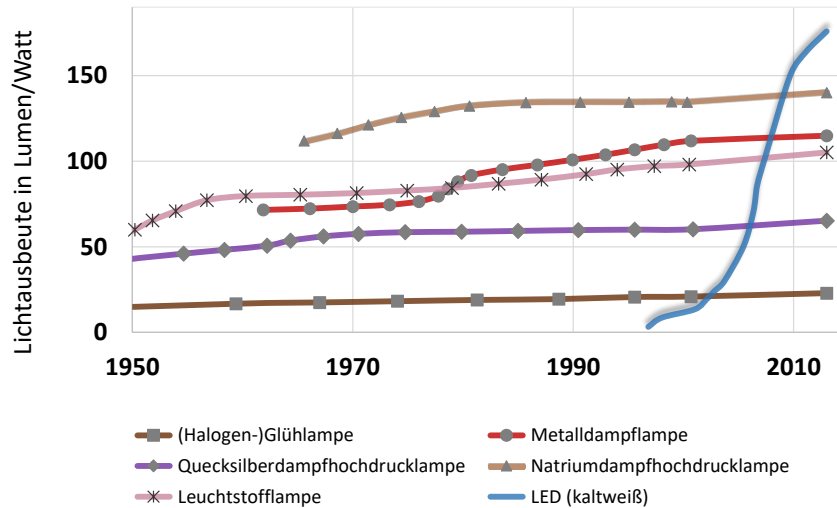 Lichtausbeute in Lumen/Watt
150
100
50
0
1950 1970 1990 2010
(Halogen-)Glühlampe Metalldampflampe
Quecksilberdampfhochdrucklampe Natriumdampfhochdrucklampe
Leuchtstofflampe LED (kaltweiß)